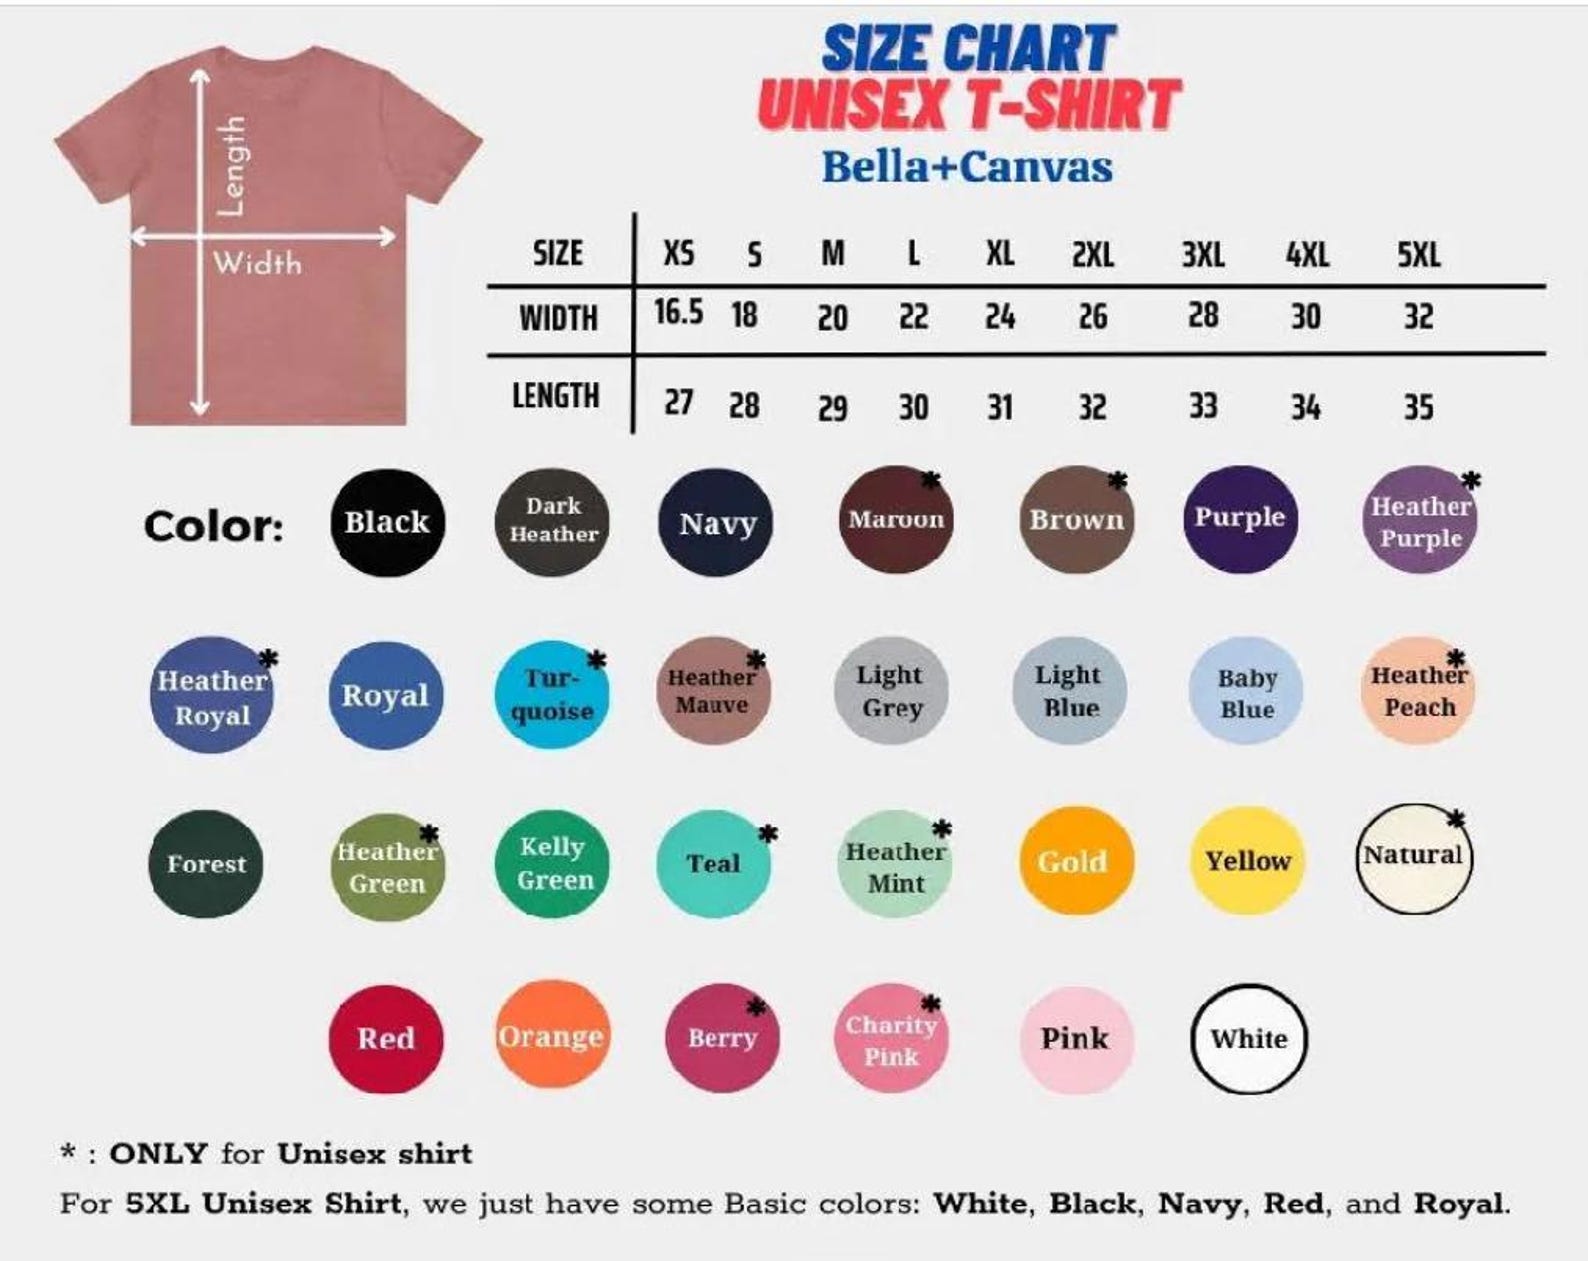 SIZE CHART
UNISEX T-SHIRT
Bella+Canvas
Length
Width
SIZE XS S M L XL 2XL 3XL 4XL 5XL
WIDTH 16.5 18 20 22 24 26 28 30 32
LENGTH 27 28 29 30 31 32 33 34 35
Color:
Black
Dark
Heather
Navy
Maroon *
Brown *
Purple
Heather *
Purple
Heather *
Royal
Royal
Tur- *
quoise
Heather *
Mauve
Light
Grey
Light
Blue
Baby
Blue
Heather *
Peach
Forest
Heather *
Green
Kelly
Green
Teal *
Heather *
Mint
Gold
Yellow
Natural *
Red
Orange
Berry *
Charity *
Pink
Pink
White
* : ONLY for Unisex shirt
For 5XL Unisex Shirt, we just have some Basic colors: White, Black, Navy, Red, and Royal.